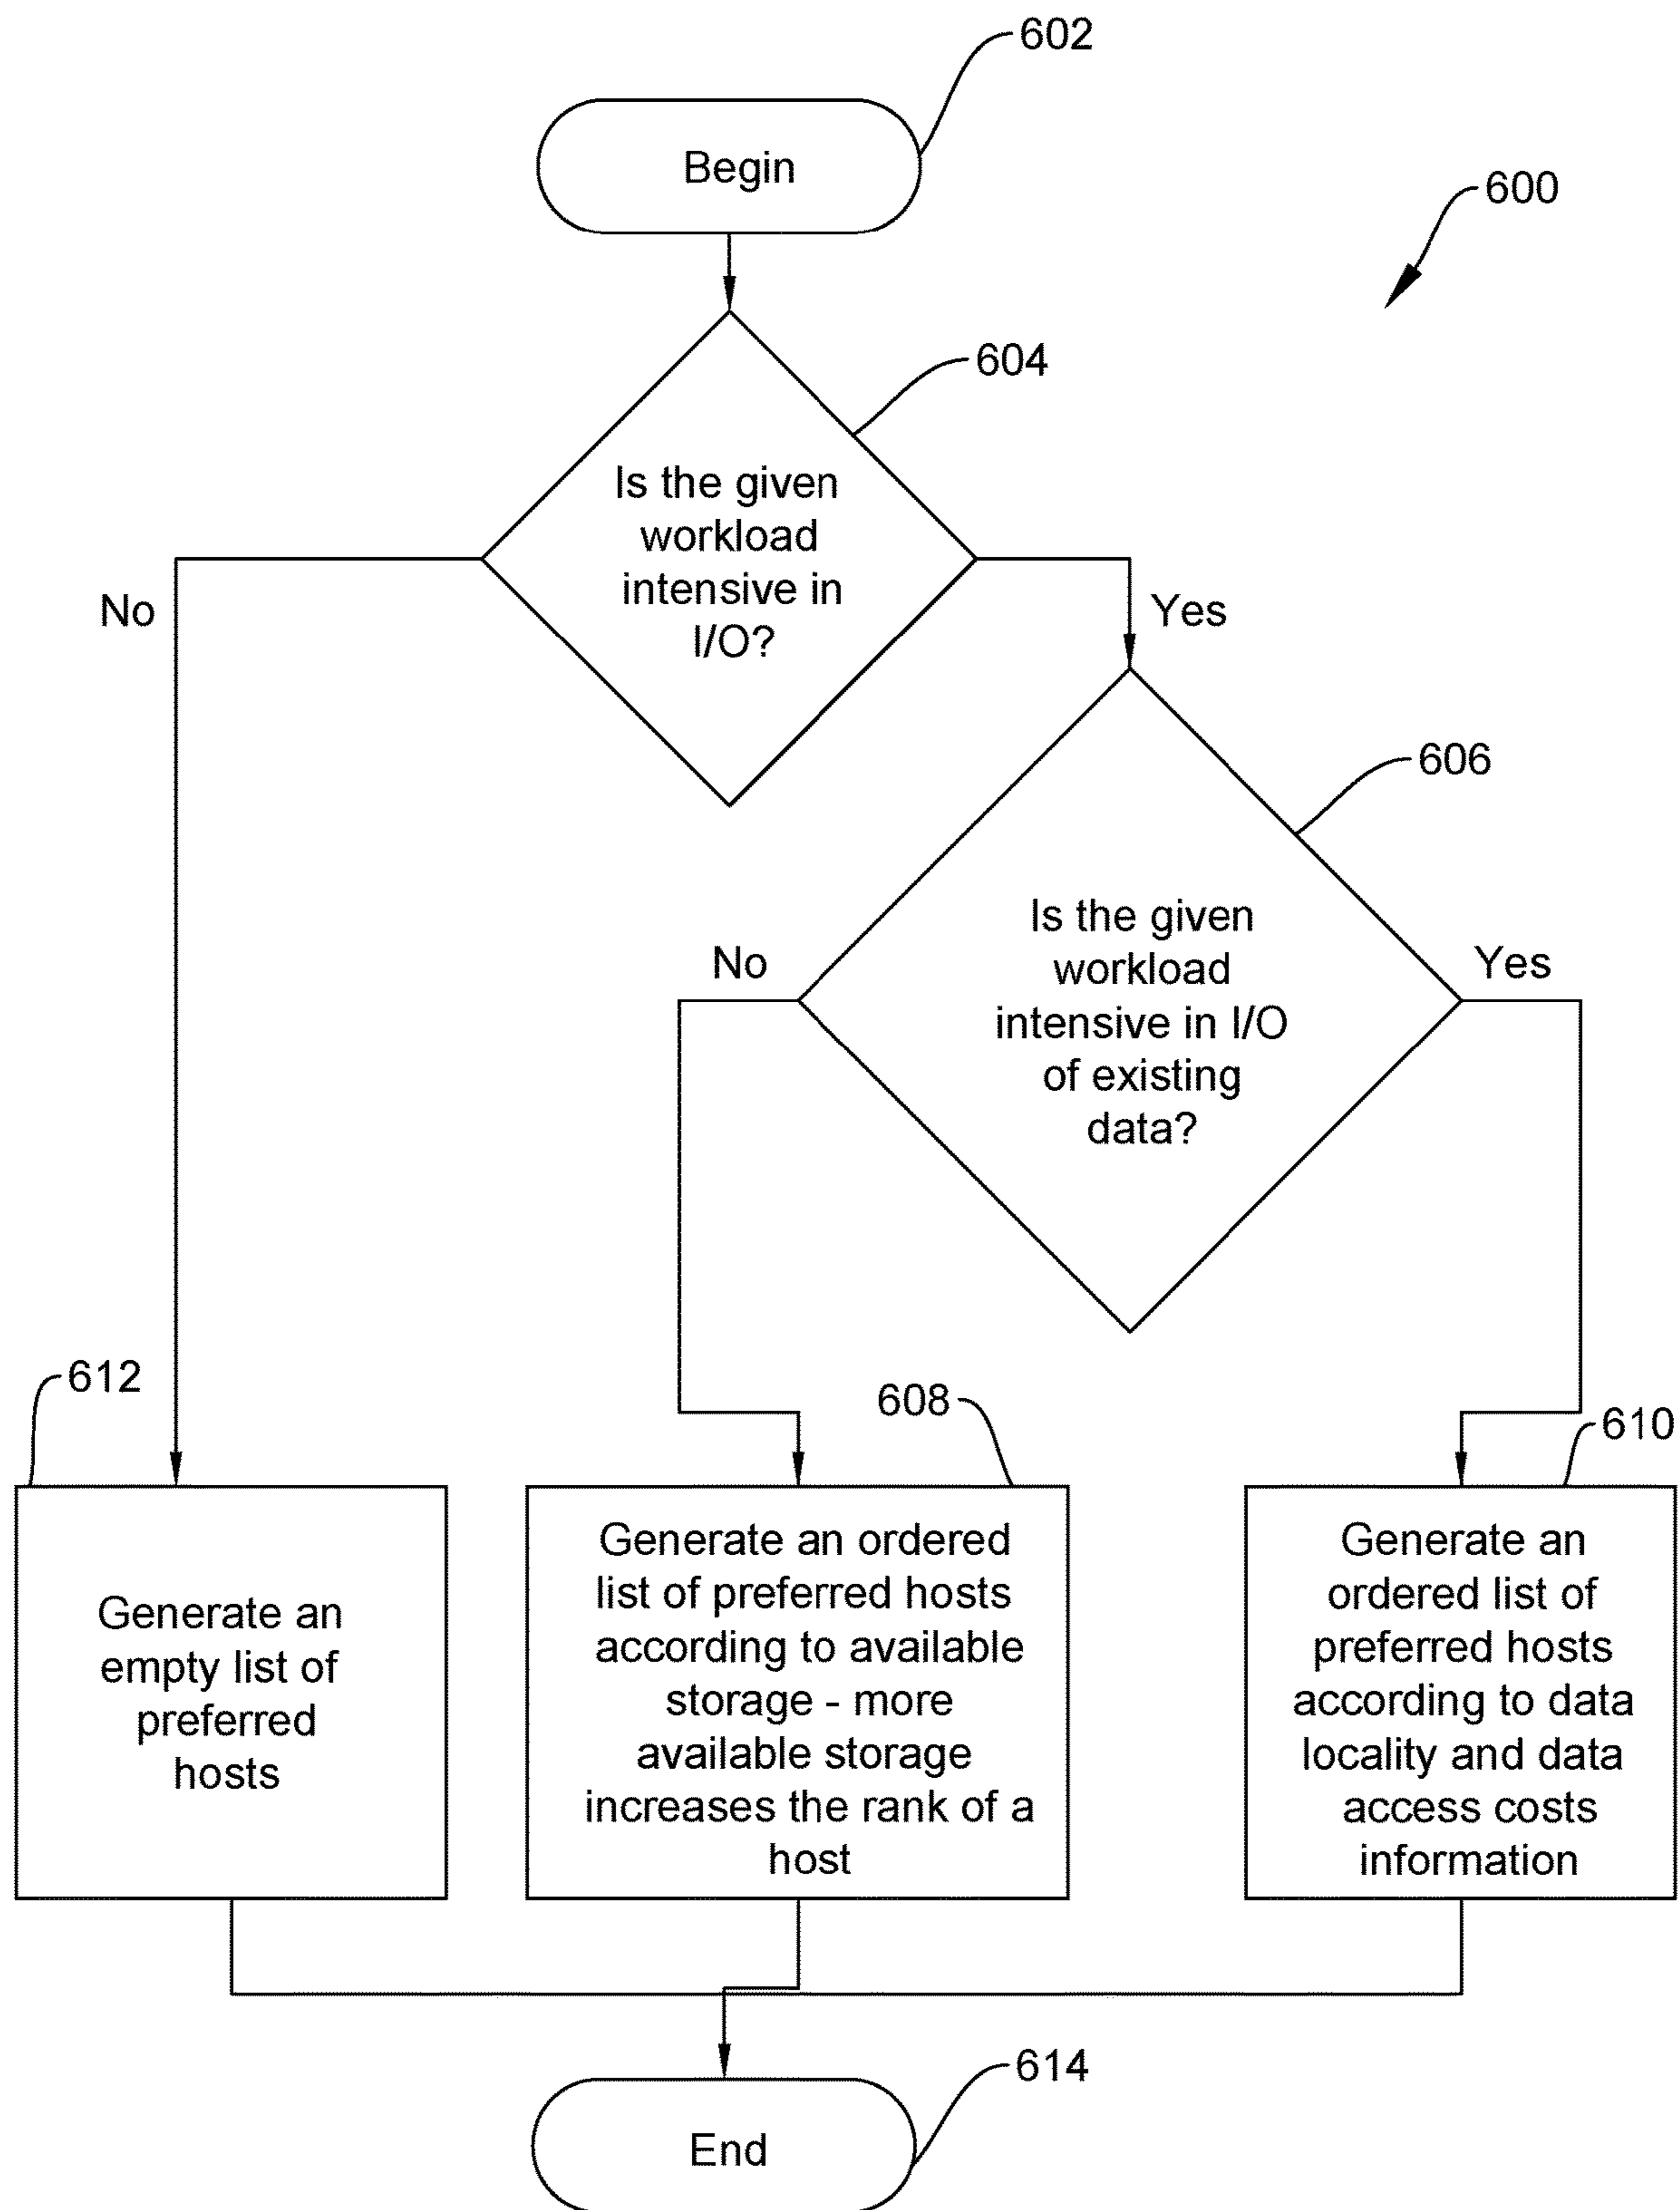 602
Begin
600
604
Is the given
workload
intensive in
I/O?
No
Yes
606
Is the given
workload
intensive in I/O
of existing
data?
No
Yes
612
Generate an
empty list of
preferred
hosts
608
Generate an ordered
list of preferred hosts
according to available
storage - more
available storage
increases the rank of a
host
610
Generate an
ordered list of
preferred hosts
according to data
locality and data
access costs
information
614
End